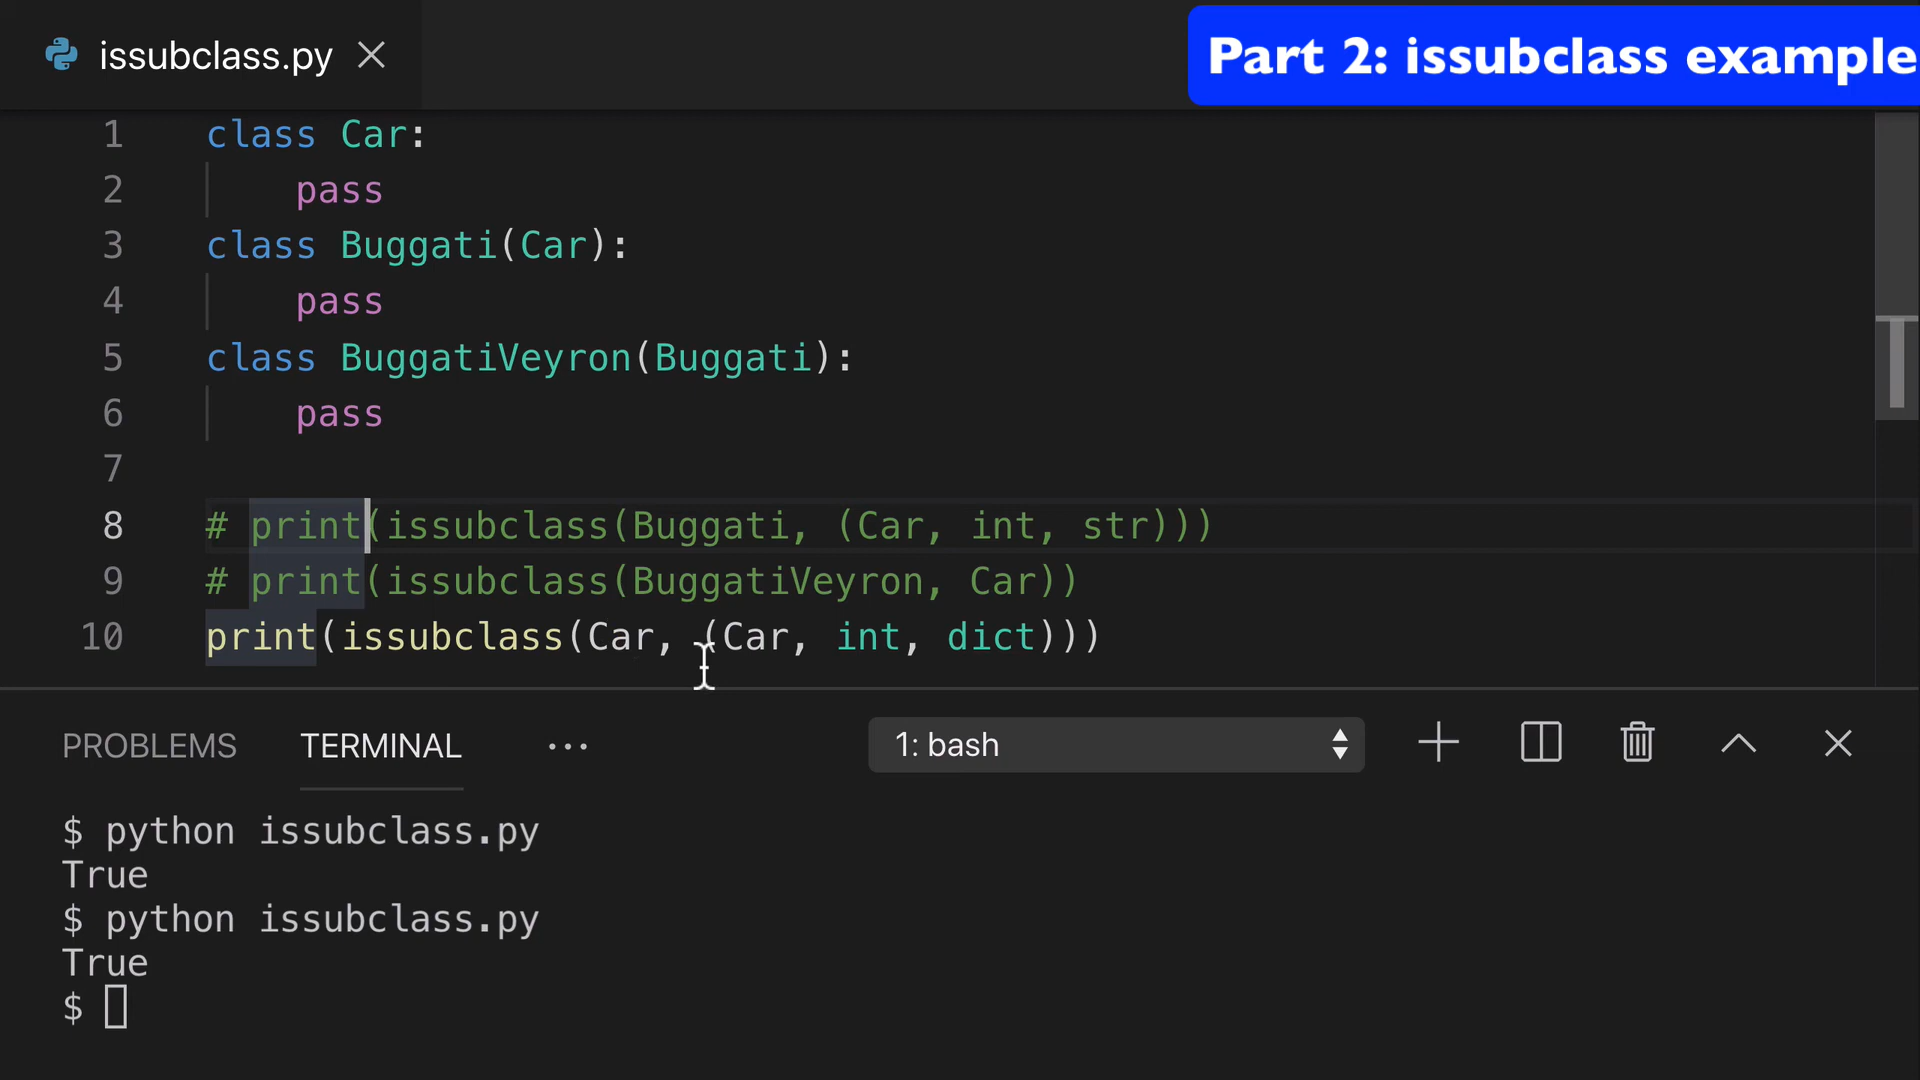 issubclass.py
Part 2: issubclass example
1 class Car:
2     pass
3 class Buggati(Car):
4     pass
5 class BuggatiVeyron(Buggati):
6     pass
7
8 # print(issubclass(Buggati, (Car, int, str)))
9 # print(issubclass(BuggatiVeyron, Car))
10 print(issubclass(Car, (Car, int, dict)))
PROBLEMS TERMINAL ··· 1: bash
$ python issubclass.py
True
$ python issubclass.py
True
$